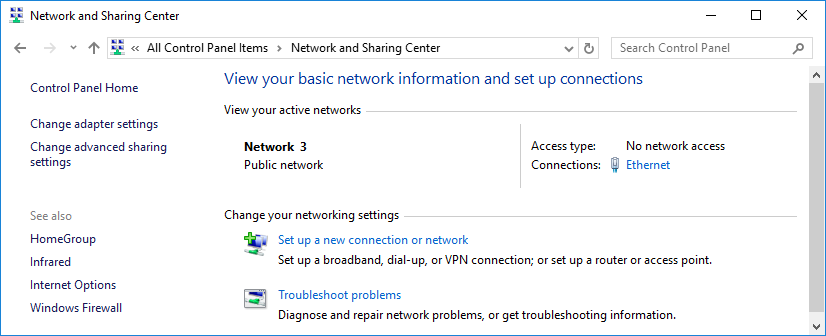 Network and Sharing Center
All Control Panel Items
Network and Sharing Center
Search Control Panel
Control Panel Home
Change adapter settings
Change advanced sharing
settings
See also
HomeGroup
Infrared
Internet Options
Windows Firewall
View your basic network information and set up connections
View your active networks
Network 3
Public network
Access type: No network access
Connections: Ethernet
Change your networking settings
Set up a new connection or network
Set up a broadband, dial-up, or VPN connection; or set up a router or access point.
Troubleshoot problems
Diagnose and repair network problems, or get troubleshooting information.